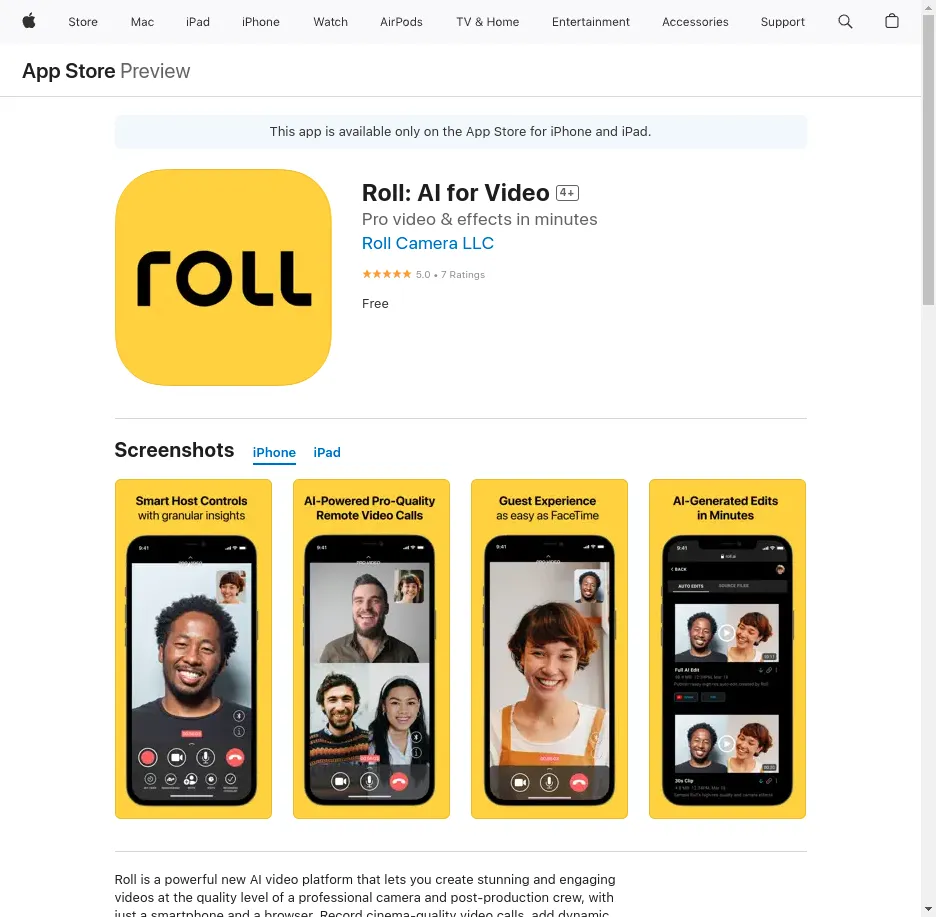 Store
Mac
iPad
iPhone
Watch
AirPods
TV & Home
Entertainment
Accessories
Support
App Store Preview
This app is available only on the App Store for iPhone and iPad.
roll
Roll: AI for Video 4+
Pro video & effects in minutes
Roll Camera LLC
★★★★★ 5.0 • 7 Ratings
Free
Screenshots
iPhone
iPad
Smart Host Controls
with granular insights
9:41
AI-Powered Pro-Quality
Remote Video Calls
9:41
Guest Experience
as easy as FaceTime
9:41
AI-Generated Edits
in Minutes
9:41
roll.ai
BACK
AUTO EDITS
SOURCE FILES
Full AI Edit
30s Clip
Roll is a powerful new AI video platform that lets you create stunning and engaging
videos at the quality level of a professional camera and post-production crew, with
just a smartphone and a browser. Record cinema-quality video calls, add dynamic